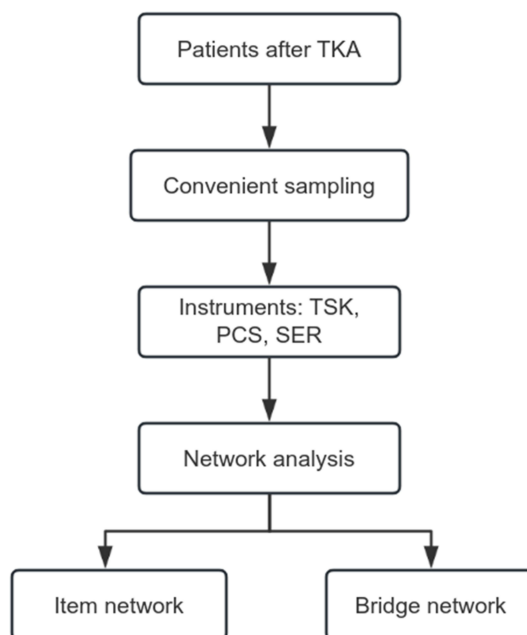 Patients after TKA
Convenient sampling
Instruments: TSK,
PCS, SER
Network analysis
Item network
Bridge network